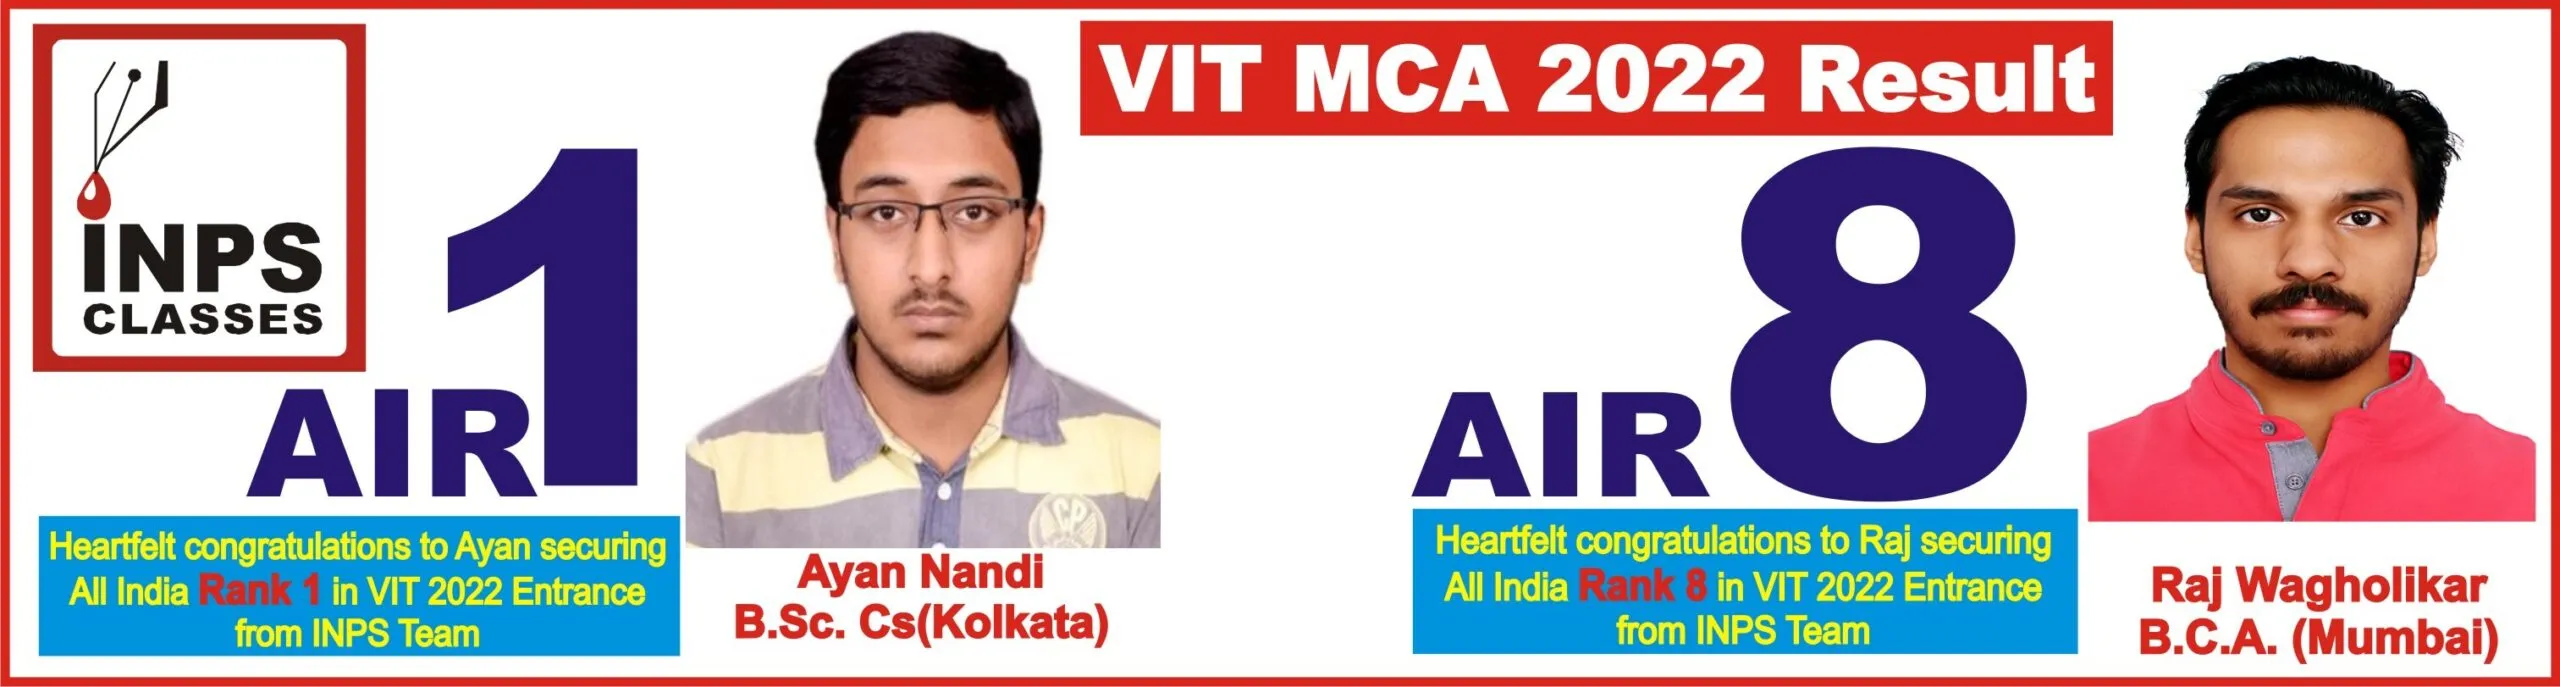 iNPS
CLASSES
VIT MCA 2022 Result
AIR 1
Heartfelt congratulations to Ayan securing
All India Rank 1 in VIT 2022 Entrance
from INPS Team
CP
Ayan Nandi
B.Sc. Cs(Kolkata)
AIR 8
Heartfelt congratulations to Raj securing
All India Rank 8 in VIT 2022 Entrance
from INPS Team
Raj Wagholikar
B.C.A. (Mumbai)